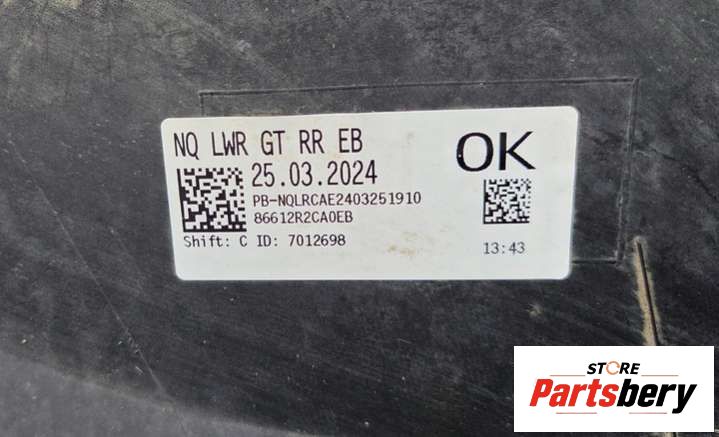 NQ LWR GT RR EB
OK
25.03.2024
PB-NQLRCAE2403251910
86612R2CA0EB
Shift: C ID: 7012698
13:43
STORE
Partsbery